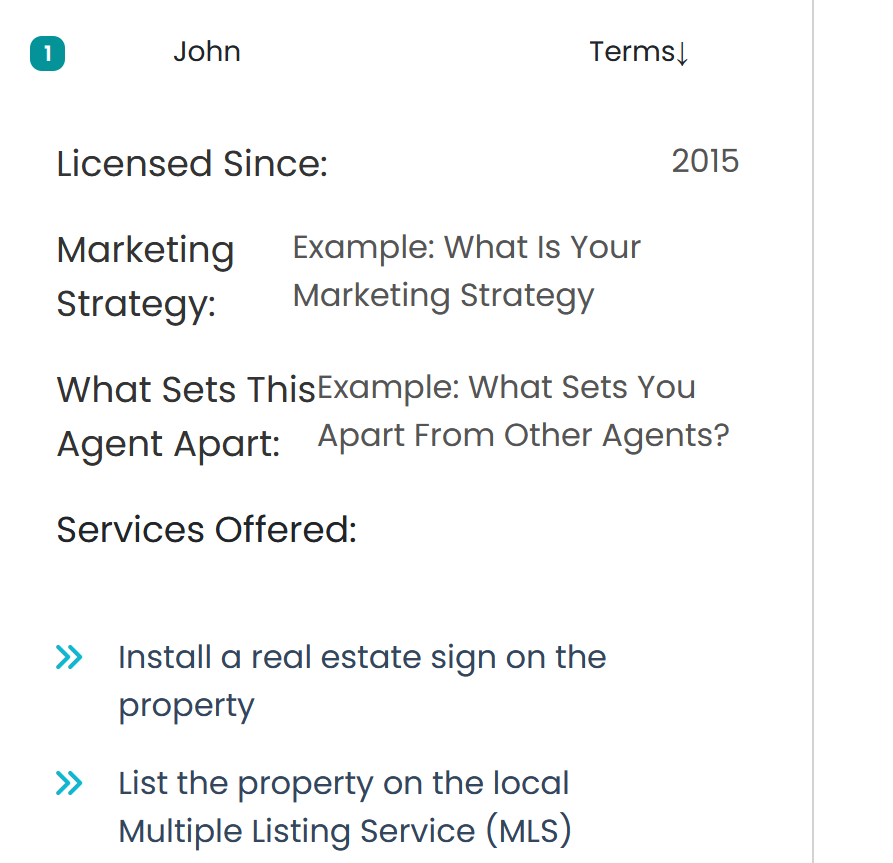 1 John Terms↓
Licensed Since: 2015
Marketing Strategy:
Example: What Is Your
Marketing Strategy
What Sets This
Agent Apart:
Example: What Sets You
Apart From Other Agents?
Services Offered:
Install a real estate sign on the
property
List the property on the local
Multiple Listing Service (MLS)